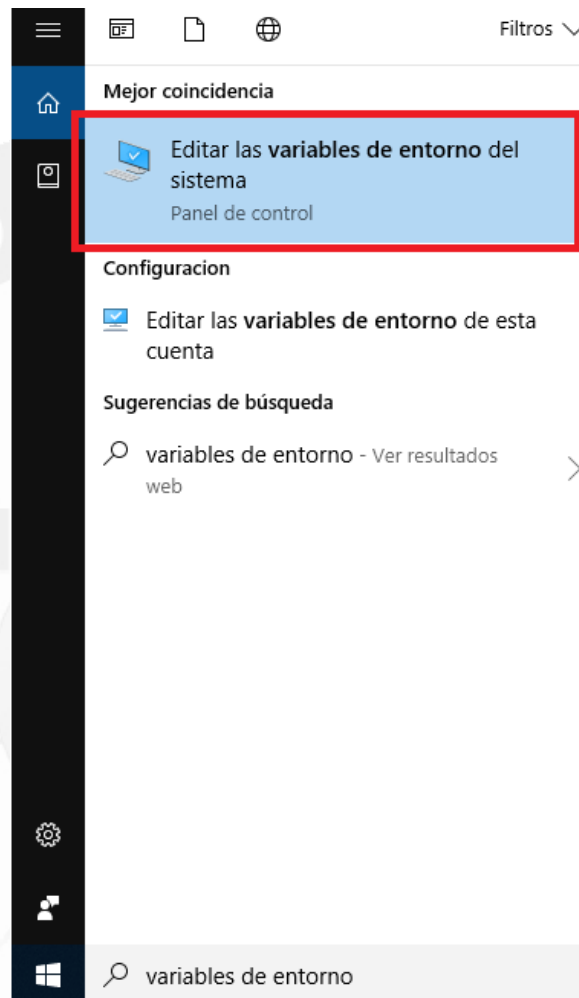 Filtros
Mejor coincidencia
Editar las variables de entorno del
sistema
Panel de control
Configuracion
Editar las variables de entorno de esta
cuenta
Sugerencias de búsqueda
variables de entorno - Ver resultados
web
variables de entorno